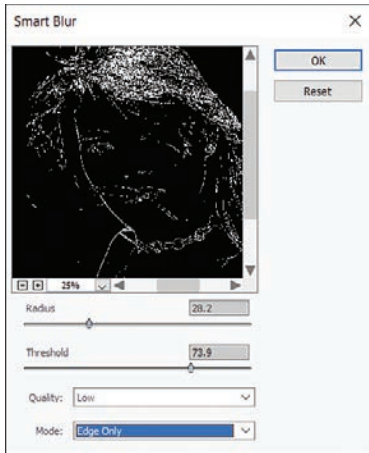 Smart Blur
OK
Reset
25%
Radius
28.2
Threshold
73.9
Quality: Low
Mode: Edge Only